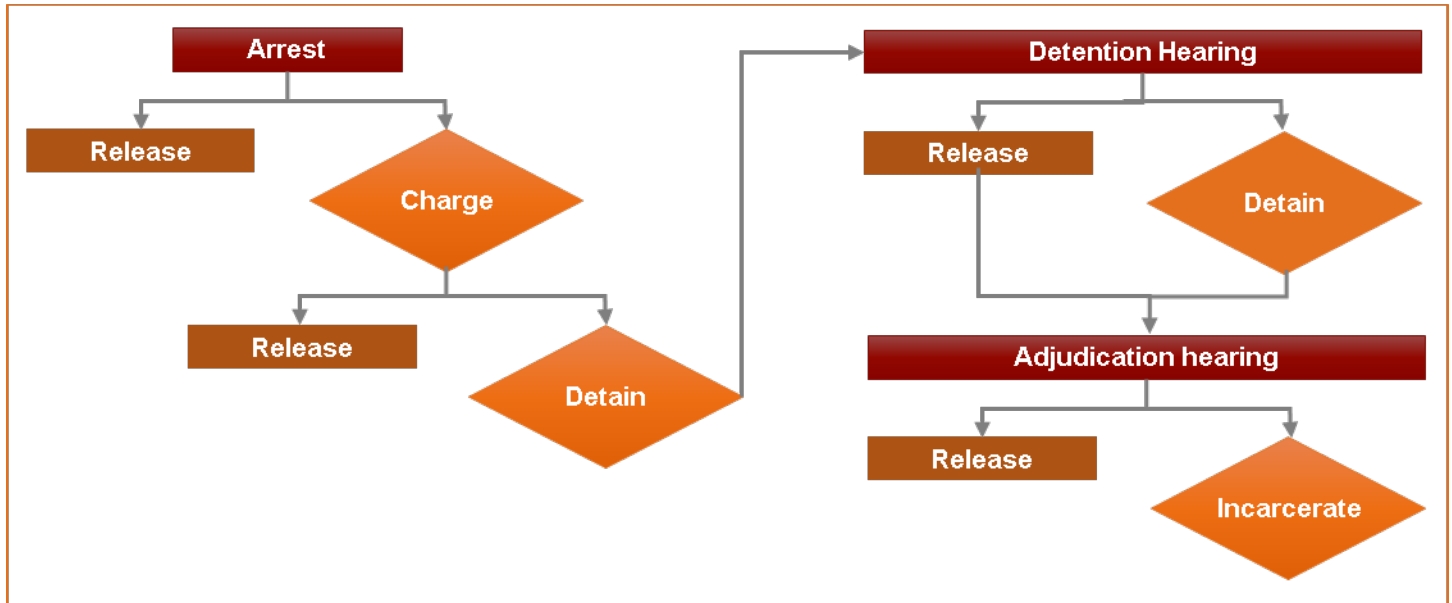 Arrest
Release
Charge
Release
Detain
Detention Hearing
Release
Detain
Adjudication hearing
Release
Incarcerate